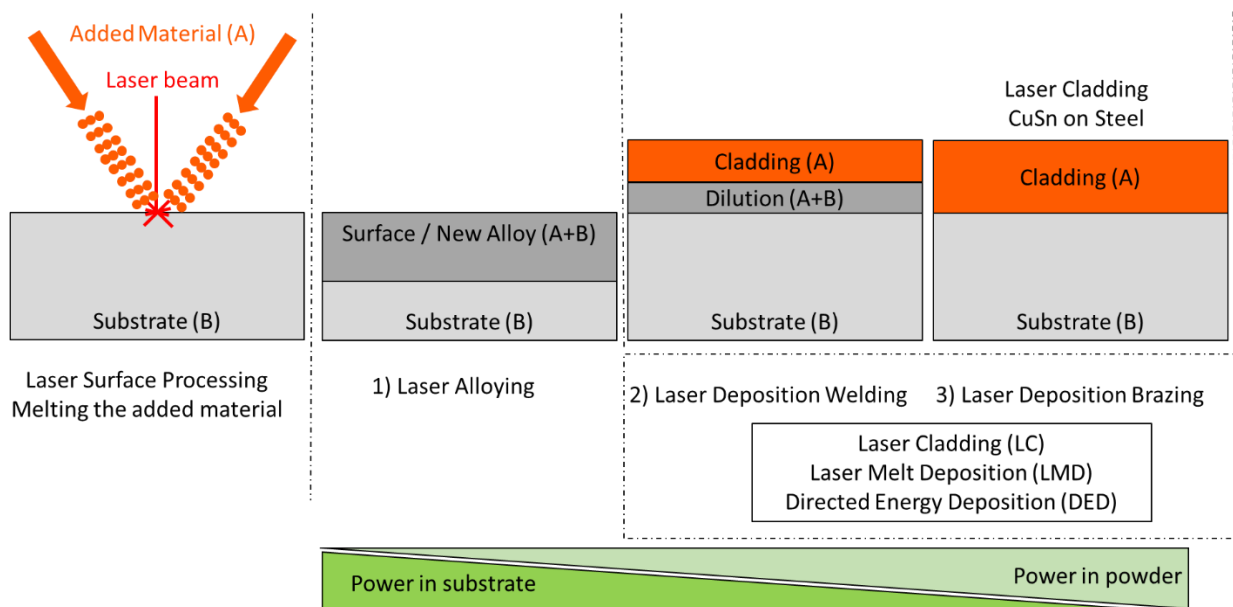 Added Material (A)
Laser beam
Substrate (B)
Laser Surface Processing
Melting the added material
Surface / New Alloy (A+B)
Substrate (B)
1) Laser Alloying
Cladding (A)
Dilution (A+B)
Substrate (B)
2) Laser Deposition Welding
Laser Cladding
CuSn on Steel
Cladding (A)
Substrate (B)
3) Laser Deposition Brazing
Laser Cladding (LC)
Laser Melt Deposition (LMD)
Directed Energy Deposition (DED)
Power in substrate
Power in powder